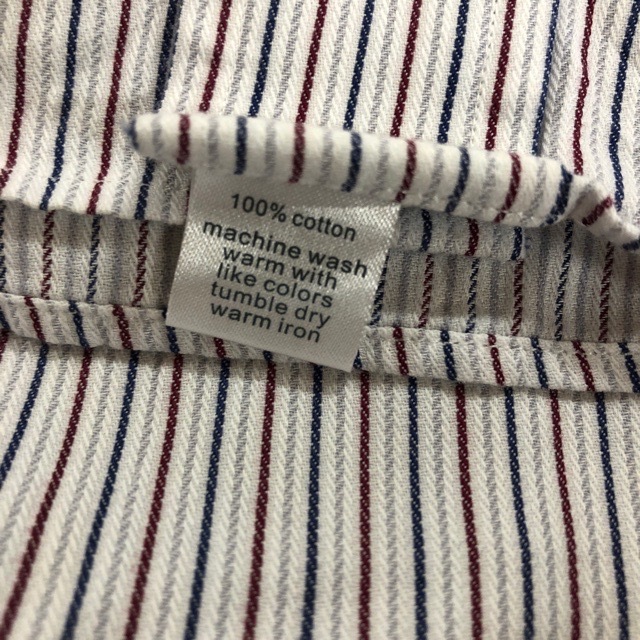 100% cotton
machine wash
warm with
like colors
tumble dry
warm iron